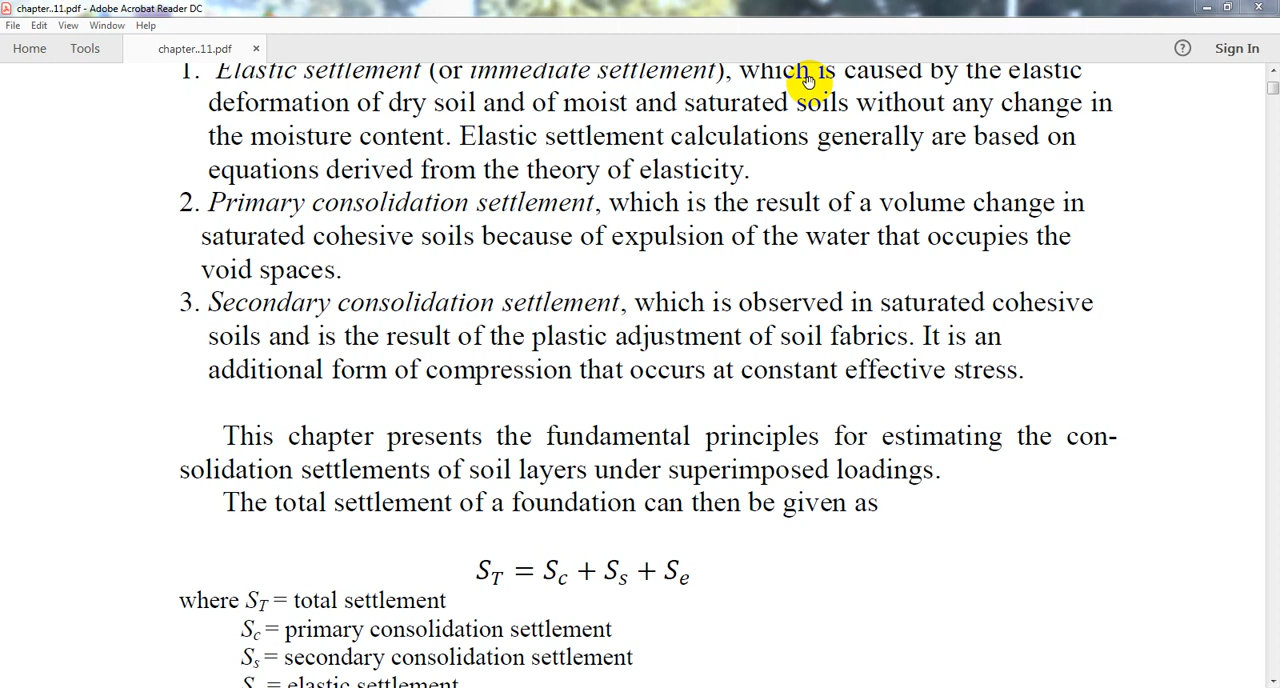 chapter..11.pdf - Adobe Acrobat Reader DC
File Edit View Window Help
Home Tools chapter..11.pdf × ? Sign In
1. Elastic settlement (or immediate settlement), which is caused by the elastic
deformation of dry soil and of moist and saturated soils without any change in
the moisture content. Elastic settlement calculations generally are based on
equations derived from the theory of elasticity.
2. Primary consolidation settlement, which is the result of a volume change in
saturated cohesive soils because of expulsion of the water that occupies the
void spaces.
3. Secondary consolidation settlement, which is observed in saturated cohesive
soils and is the result of the plastic adjustment of soil fabrics. It is an
additional form of compression that occurs at constant effective stress.
This chapter presents the fundamental principles for estimating the con-
solidation settlements of soil layers under superimposed loadings.
The total settlement of a foundation can then be given as
S_T = S_c + S_s + S_e
where S_T = total settlement
S_c = primary consolidation settlement
S_s = secondary consolidation settlement
S_e = elastic settlement